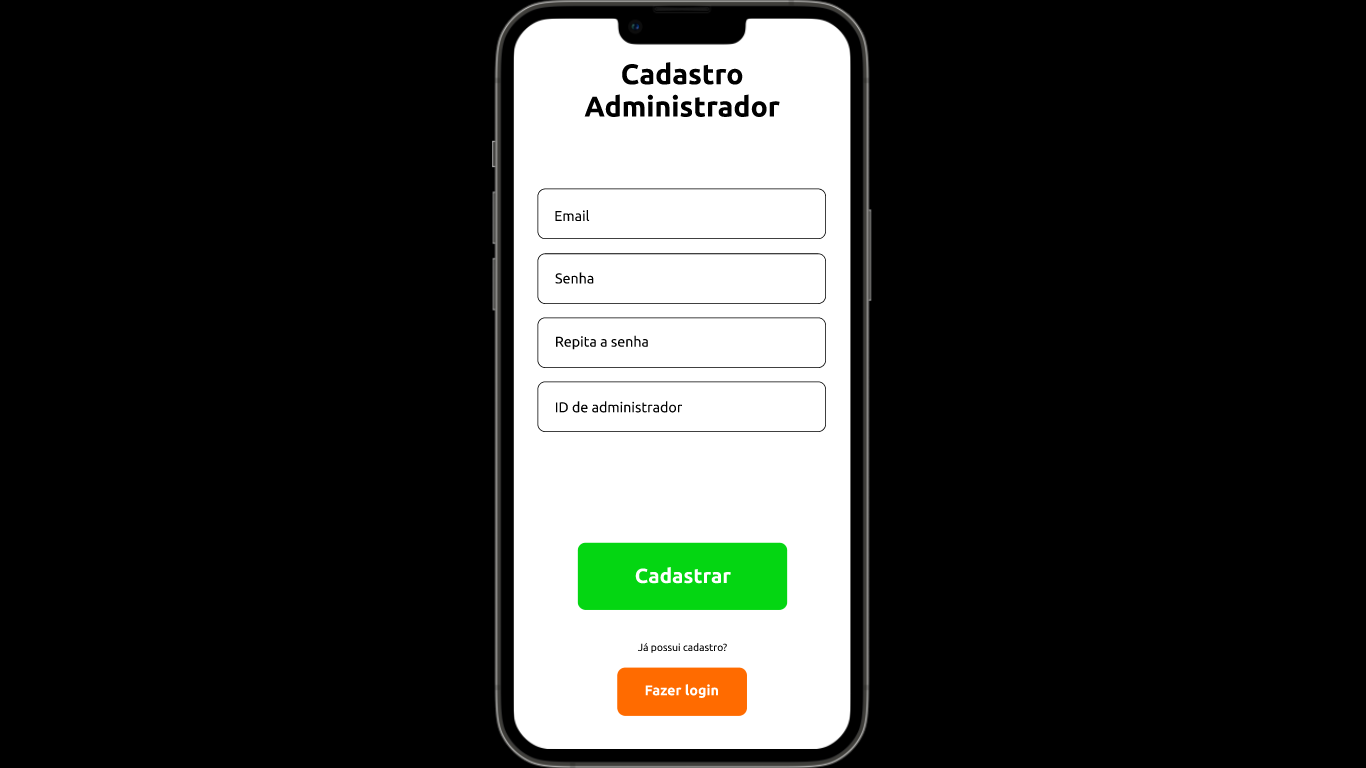 Cadastro
Administrador
Email
Senha
Repita a senha
ID de administrador
Cadastrar
Já possui cadastro?
Fazer login